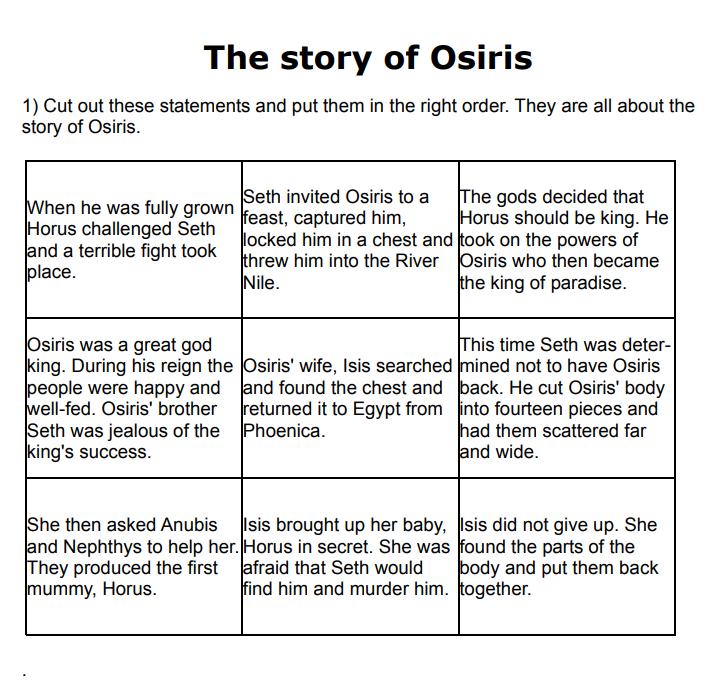 The story of Osiris
1) Cut out these statements and put them in the right order. They are all about the
story of Osiris.
When he was fully grown
Horus challenged Seth
and a terrible fight took
place.
Seth invited Osiris to a
feast, captured him,
locked him in a chest and
threw him into the River
Nile.
The gods decided that
Horus should be king. He
took on the powers of
Osiris who then became
the king of paradise.
Osiris was a great god
king. During his reign the
people were happy and
well-fed. Osiris' brother
Seth was jealous of the
king's success.
Osiris' wife, Isis searched
and found the chest and
returned it to Egypt from
Phoenica.
This time Seth was deter-
mined not to have Osiris
back. He cut Osiris' body
into fourteen pieces and
had them scattered far
and wide.
She then asked Anubis
and Nephthys to help her.
They produced the first
mummy, Horus.
Isis brought up her baby,
Horus in secret. She was
afraid that Seth would
find him and murder him.
Isis did not give up. She
found the parts of the
body and put them back
together.
.